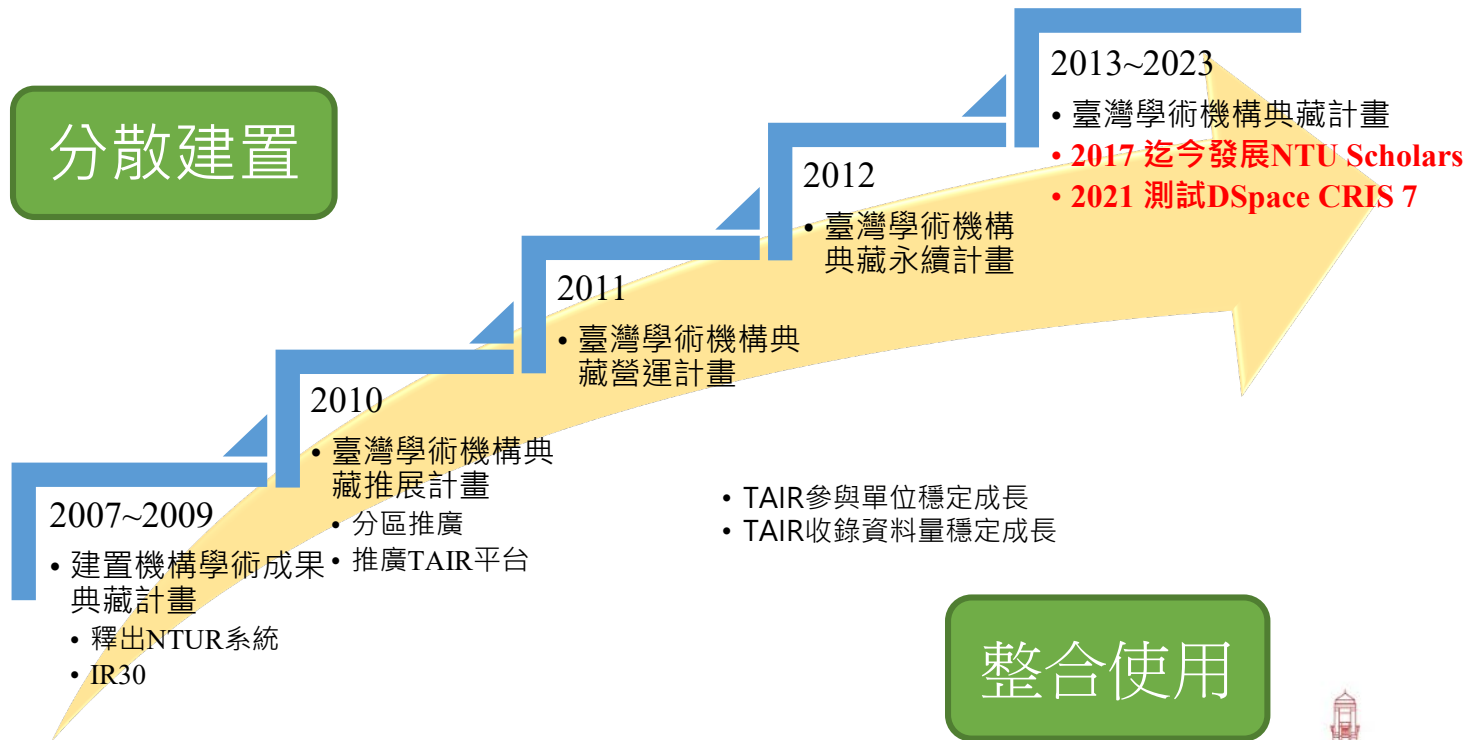 分散建置
2007~2009
• 建置機構學術成果
典藏計畫
• 釋出NTUR系統
• IR30
2010
• 臺灣學術機構典
藏推展計畫
• 分區推廣
• 推廣TAIR平台
2011
• 臺灣學術機構典
藏營運計畫
2012
• 臺灣學術機構
典藏永續計畫
2013~2023
• 臺灣學術機構典藏計畫
• 2017 迄今發展NTU Scholars
• 2021 測試DSpace CRIS 7
• TAIR參與單位穩定成長
• TAIR收錄資料量穩定成長
整合使用